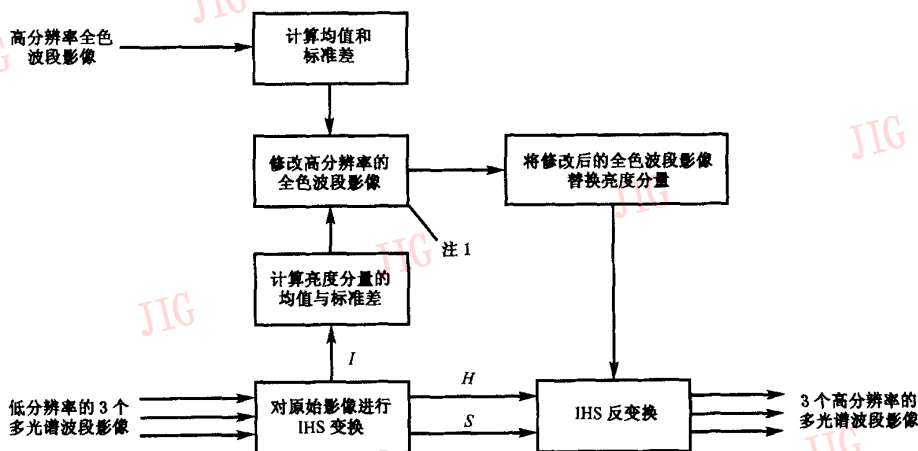 高分辨率全色
波段影像
计算均值和
标准差
修改高分辨率的
全色波段影像
将修改后的全色波段影像
替换亮度分量
注 1
计算亮度分量的
均值与标准差
I
低分辨率的 3 个
多光谱波段影像
对原始影像进行
IHS 变换
H
S
IHS 反变换
3 个高分辨率的
多光谱波段影像
JIG
JIG
JIG
JIG
JIG
JIG
JIG